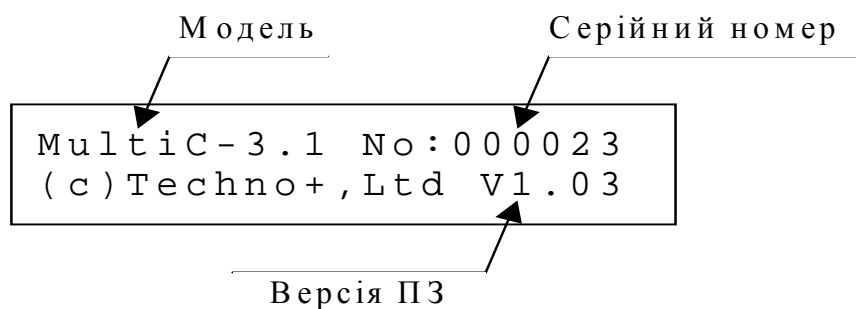 Модель
Серійний номер
MultiC-3.1 No:000023
(c)Techno+,Ltd V1.03
Версія ПЗ